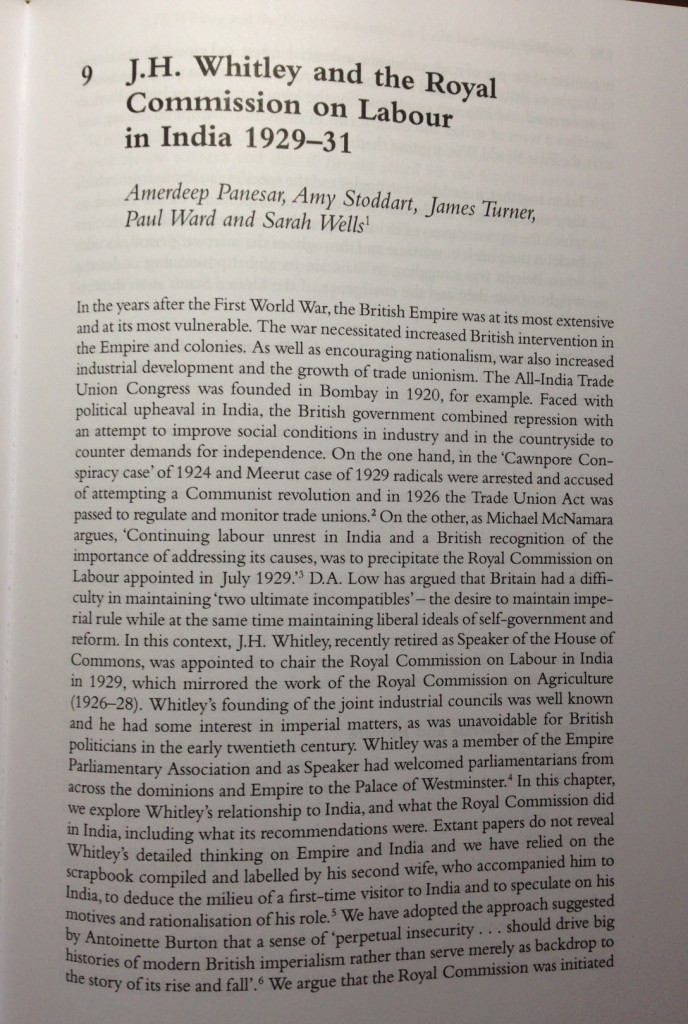 9 J.H. Whitley and the Royal
Commission on Labour
in India 1929–31
Amerdeep Panesar, Amy Stoddart, James Turner,
Paul Ward and Sarah Wells¹
In the years after the First World War, the British Empire was at its most extensive
and at its most vulnerable. The war necessitated increased British intervention in
the Empire and colonies. As well as encouraging nationalism, war also increased
industrial development and the growth of trade unionism. The All-India Trade
Union Congress was founded in Bombay in 1920, for example. Faced with
political upheaval in India, the British government combined repression with
an attempt to improve social conditions in industry and in the countryside to
counter demands for independence. On the one hand, in the ‘Cawnpore Con-
spiracy case’ of 1924 and Meerut case of 1929 radicals were arrested and accused
of attempting a Communist revolution and in 1926 the Trade Union Act was
passed to regulate and monitor trade unions.² On the other, as Michael McNamara
argues, ‘Continuing labour unrest in India and a British recognition of the
importance of addressing its causes, was to precipitate the Royal Commission on
Labour appointed in July 1929.’³ D.A. Low has argued that Britain had a diffi-
culty in maintaining ‘two ultimate incompatibles’ – the desire to maintain impe-
rial rule while at the same time maintaining liberal ideals of self-government and
reform. In this context, J.H. Whitley, recently retired as Speaker of the House of
Commons, was appointed to chair the Royal Commission on Labour in India
in 1929, which mirrored the work of the Royal Commission on Agriculture
(1926–28). Whitley’s founding of the joint industrial councils was well known
and he had some interest in imperial matters, as was unavoidable for British
politicians in the early twentieth century. Whitley was a member of the Empire
Parliamentary Association and as Speaker had welcomed parliamentarians from
across the dominions and Empire to the Palace of Westminster.⁴ In this chapter,
we explore Whitley’s relationship to India, and what the Royal Commission did
in India, including what its recommendations were. Extant papers do not reveal
Whitley’s detailed thinking on Empire and India and we have relied on the
scrapbook compiled and labelled by his second wife, who accompanied him to
India, to deduce the milieu of a first-time visitor to India and to speculate on his
motives and rationalisation of his role.⁵ We have adopted the approach suggested
by Antoinette Burton that a sense of ‘perpetual insecurity . . . should drive big
histories of modern British imperialism rather than serve merely as backdrop to
the story of its rise and fall’.⁶ We argue that the Royal Commission was initiated